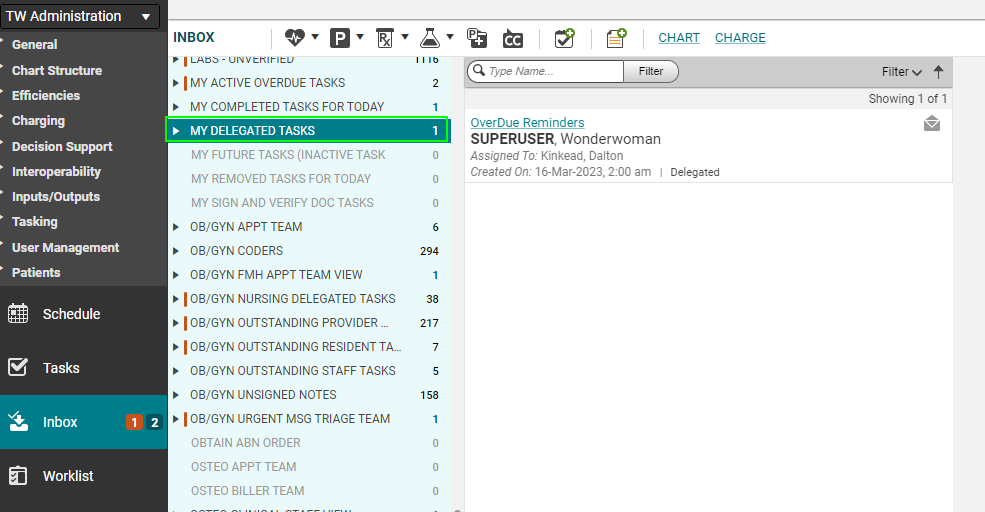 TW Administration
General
Chart Structure
Efficiencies
Charging
Decision Support
Interoperability
Inputs/Outputs
Tasking
User Management
Patients
Schedule
Tasks
Inbox 1 2
Worklist
INBOX
P
Rx
P
CC
CHART CHARGE
LABS - UNVERIFIED 1116
MY ACTIVE OVERDUE TASKS 2
MY COMPLETED TASKS FOR TODAY 1
MY DELEGATED TASKS 1
MY FUTURE TASKS (INACTIVE TASK 0
MY REMOVED TASKS FOR TODAY 0
MY SIGN AND VERIFY DOC TASKS 0
OB/GYN APPT TEAM 6
OB/GYN CODERS 294
OB/GYN FMH APPT TEAM VIEW 1
OB/GYN NURSING DELEGATED TASKS 38
OB/GYN OUTSTANDING PROVIDER ... 217
OB/GYN OUTSTANDING RESIDENT TA... 7
OB/GYN OUTSTANDING STAFF TASKS 5
OB/GYN UNSIGNED NOTES 158
OB/GYN URGENT MSG TRIAGE TEAM 1
OBTAIN ABN ORDER 0
OSTEO APPT TEAM 0
OSTEO BILLER TEAM 0
OSTEO CLINICAL STAFF VIEW 1
Type Name... Filter Filter
Showing 1 of 1
OverDue Reminders
SUPERUSER, Wonderwoman
Assigned To: Kinkead, Dalton
Created On: 16-Mar-2023, 2:00 am | Delegated